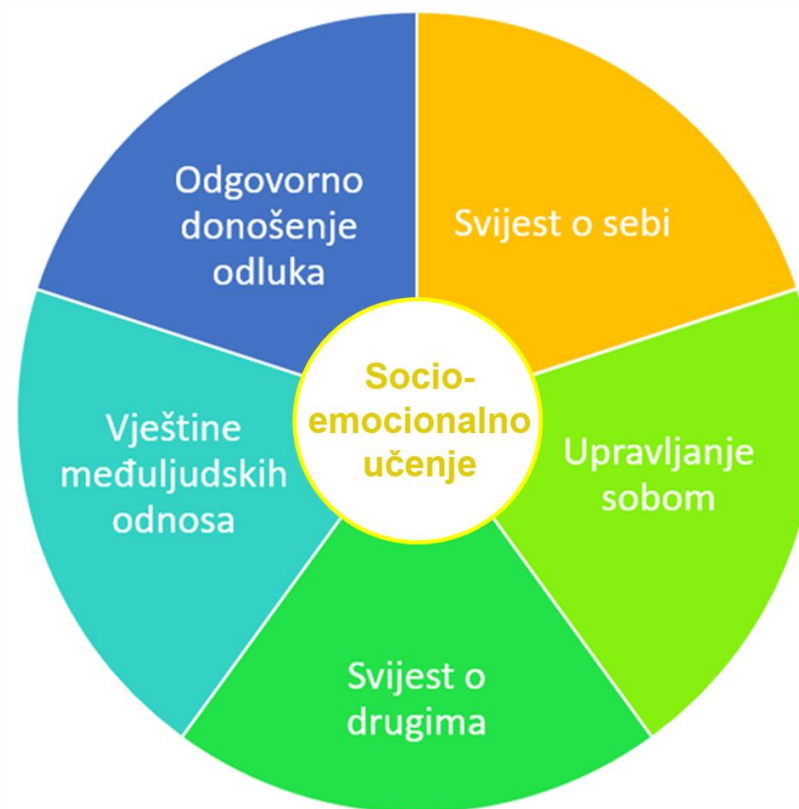 Odgovorno
donošenje
odluka
Svijest o sebi
Socio-
emocionalno
učenje
Vještine
međuljudskih
odnosa
Upravljanje
sobom
Svijest o
drugima